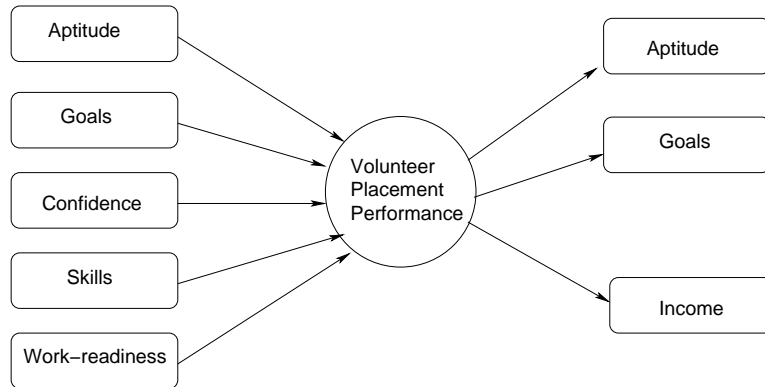 Aptitude
Goals
Confidence
Skills
Work−readiness
Volunteer
Placement
Performance
Aptitude
Goals
Income